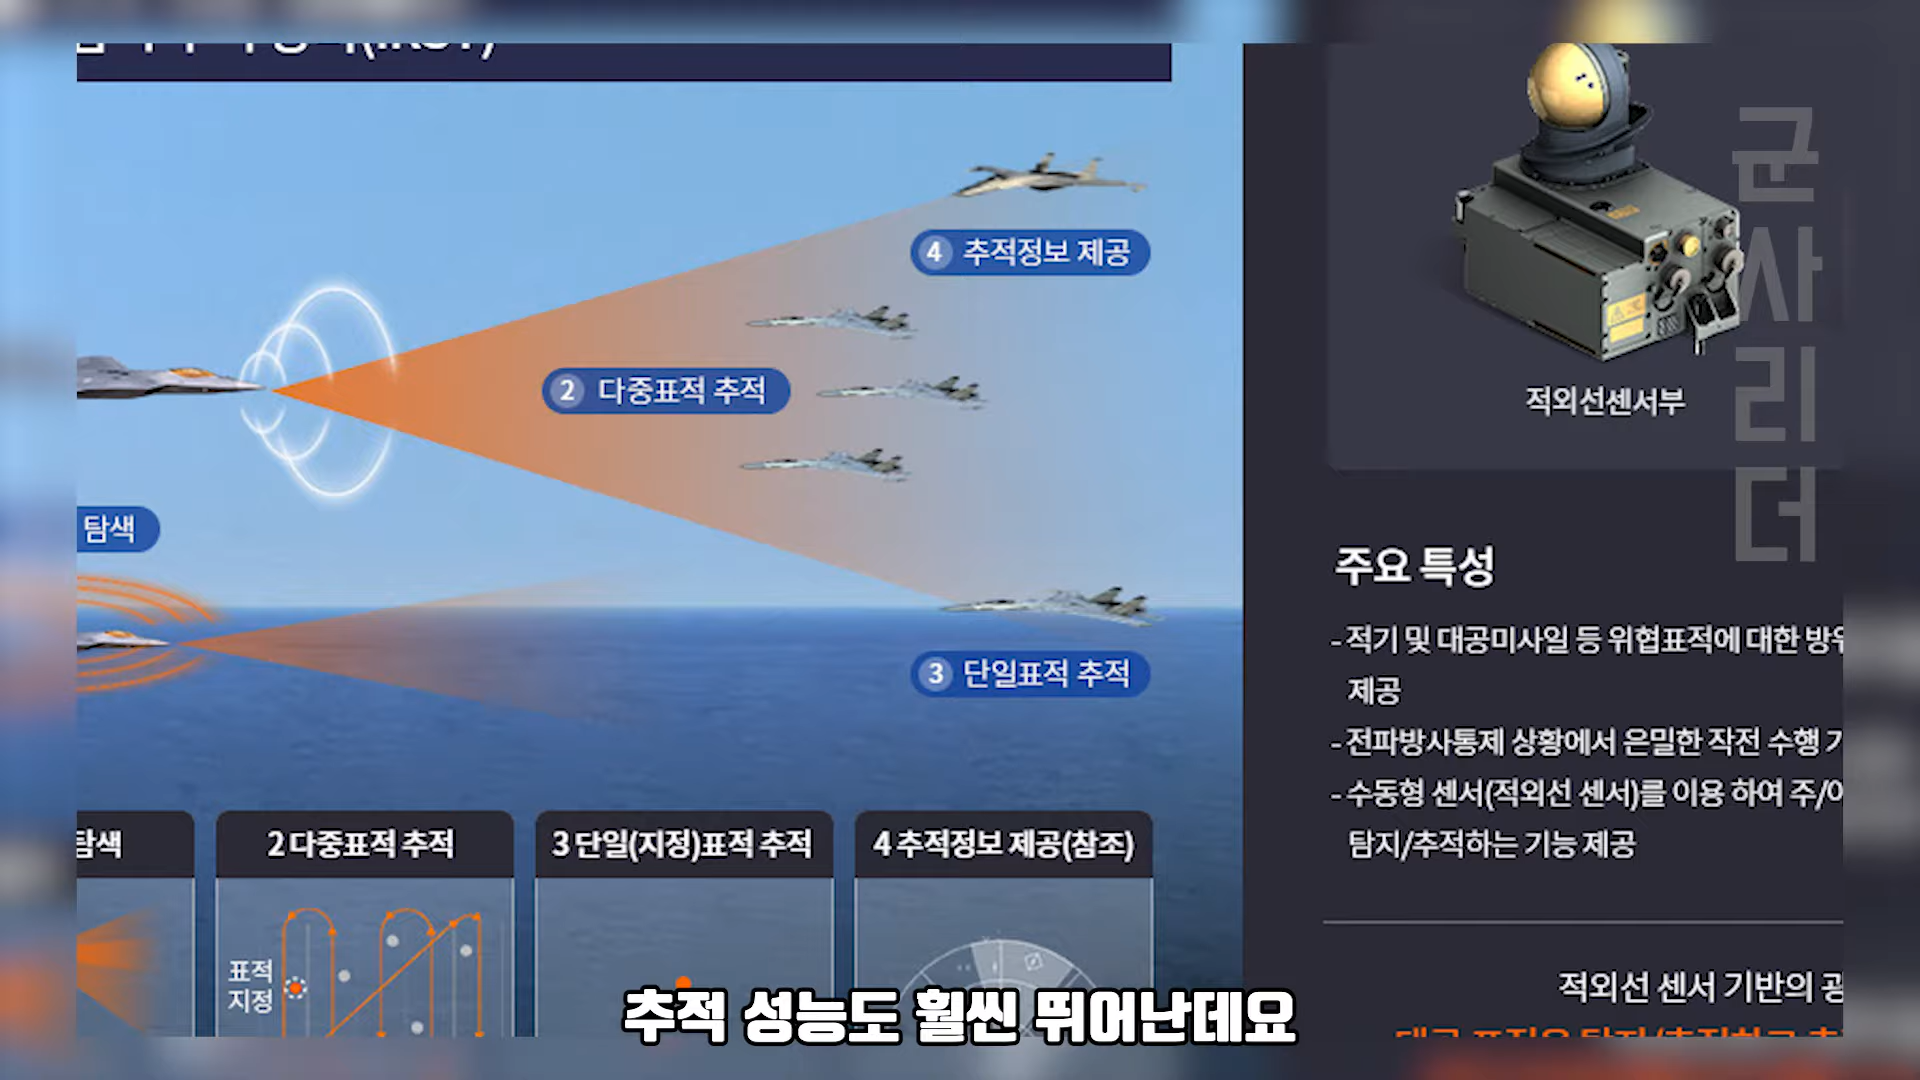 (IRST)
4 추적정보 제공
2 다중표적 추적
탐색
3 단일표적 추적
탐색
2 다중표적 추적
3 단일(지정)표적 추적
4 추적정보 제공(참조)
표적
지정
적외선센서부
군사리더
주요 특성
- 적기 및 대공미사일 등 위협표적에 대한 방위
제공
- 전파방사통제 상황에서 은밀한 작전 수행
- 수동형 센서(적외선 센서)를 이용 하여 주/야
탐지/추적하는 기능 제공
적외선 센서 기반의
추적 성능도 훨씬 뛰어난데요